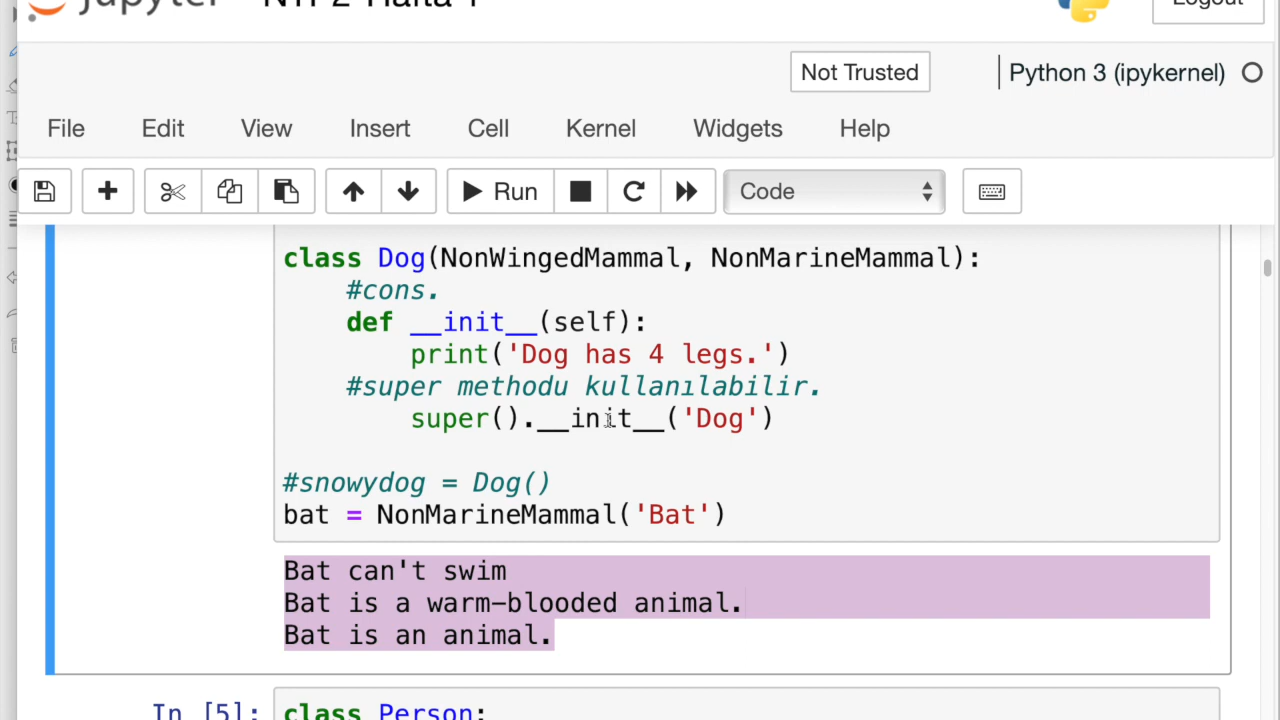 Logout
Not Trusted
Python 3 (ipykernel)
File Edit View Insert Cell Kernel Widgets Help
Run Code
class Dog(NonWingedMammal, NonMarineMammal):
#cons.
def __init__(self):
print('Dog has 4 legs.')
#super methodu kullanılabilir.
super().__init__('Dog')
#snowydog = Dog()
bat = NonMarineMammal('Bat')
Bat can't swim
Bat is a warm-blooded animal.
Bat is an animal.
In [5]: class Person: